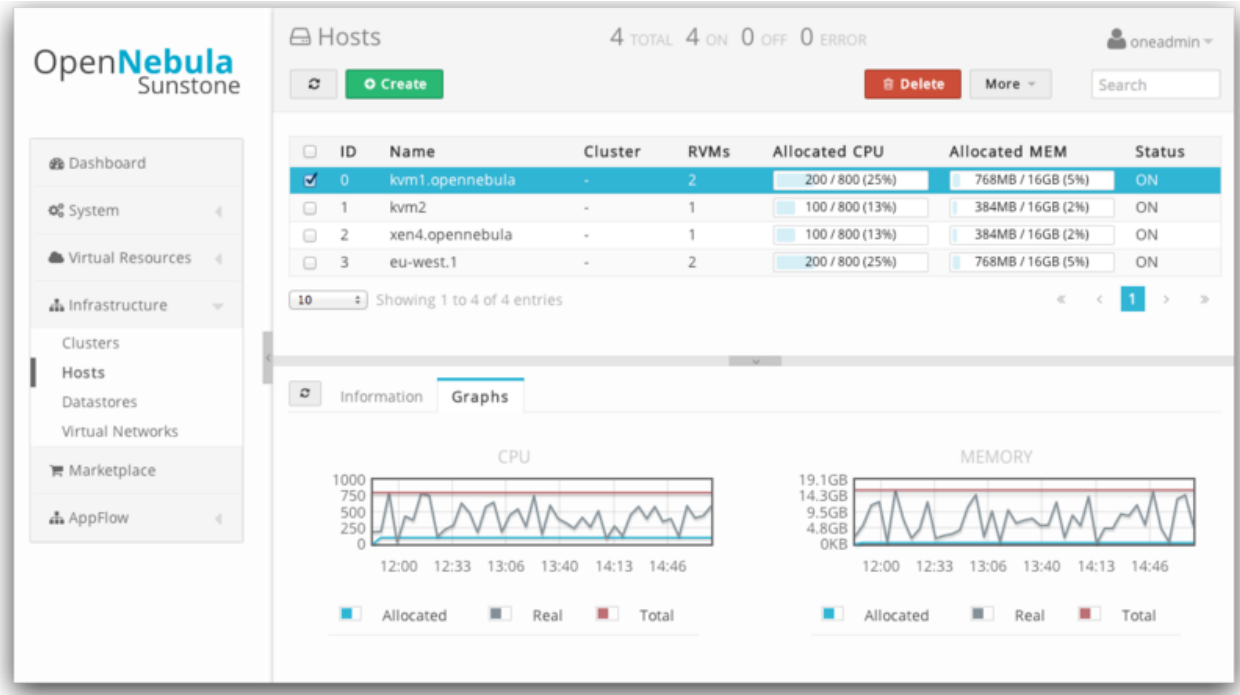 OpenNebula
Sunstone
Dashboard
System
Virtual Resources
Infrastructure
Clusters
Hosts
Datastores
Virtual Networks
Marketplace
AppFlow
Hosts 4 TOTAL 4 ON 0 OFF 0 ERROR oneadmin
Create Delete More Search
ID Name Cluster RVMs Allocated CPU Allocated MEM Status
0 kvm1.opennebula - 2 200 / 800 (25%) 768MB / 16GB (5%) ON
1 kvm2 - 1 100 / 800 (13%) 384MB / 16GB (2%) ON
2 xen4.opennebula - 1 100 / 800 (13%) 384MB / 16GB (2%) ON
3 eu-west.1 - 2 200 / 800 (25%) 768MB / 16GB (5%) ON
10 Showing 1 to 4 of 4 entries « < 1 > »
Information Graphs
CPU
1000
750
500
250
0
12:00 12:33 13:06 13:40 14:13 14:46
Allocated Real Total
MEMORY
19.1GB
14.3GB
9.5GB
4.8GB
0KB
12:00 12:33 13:06 13:40 14:13 14:46
Allocated Real Total